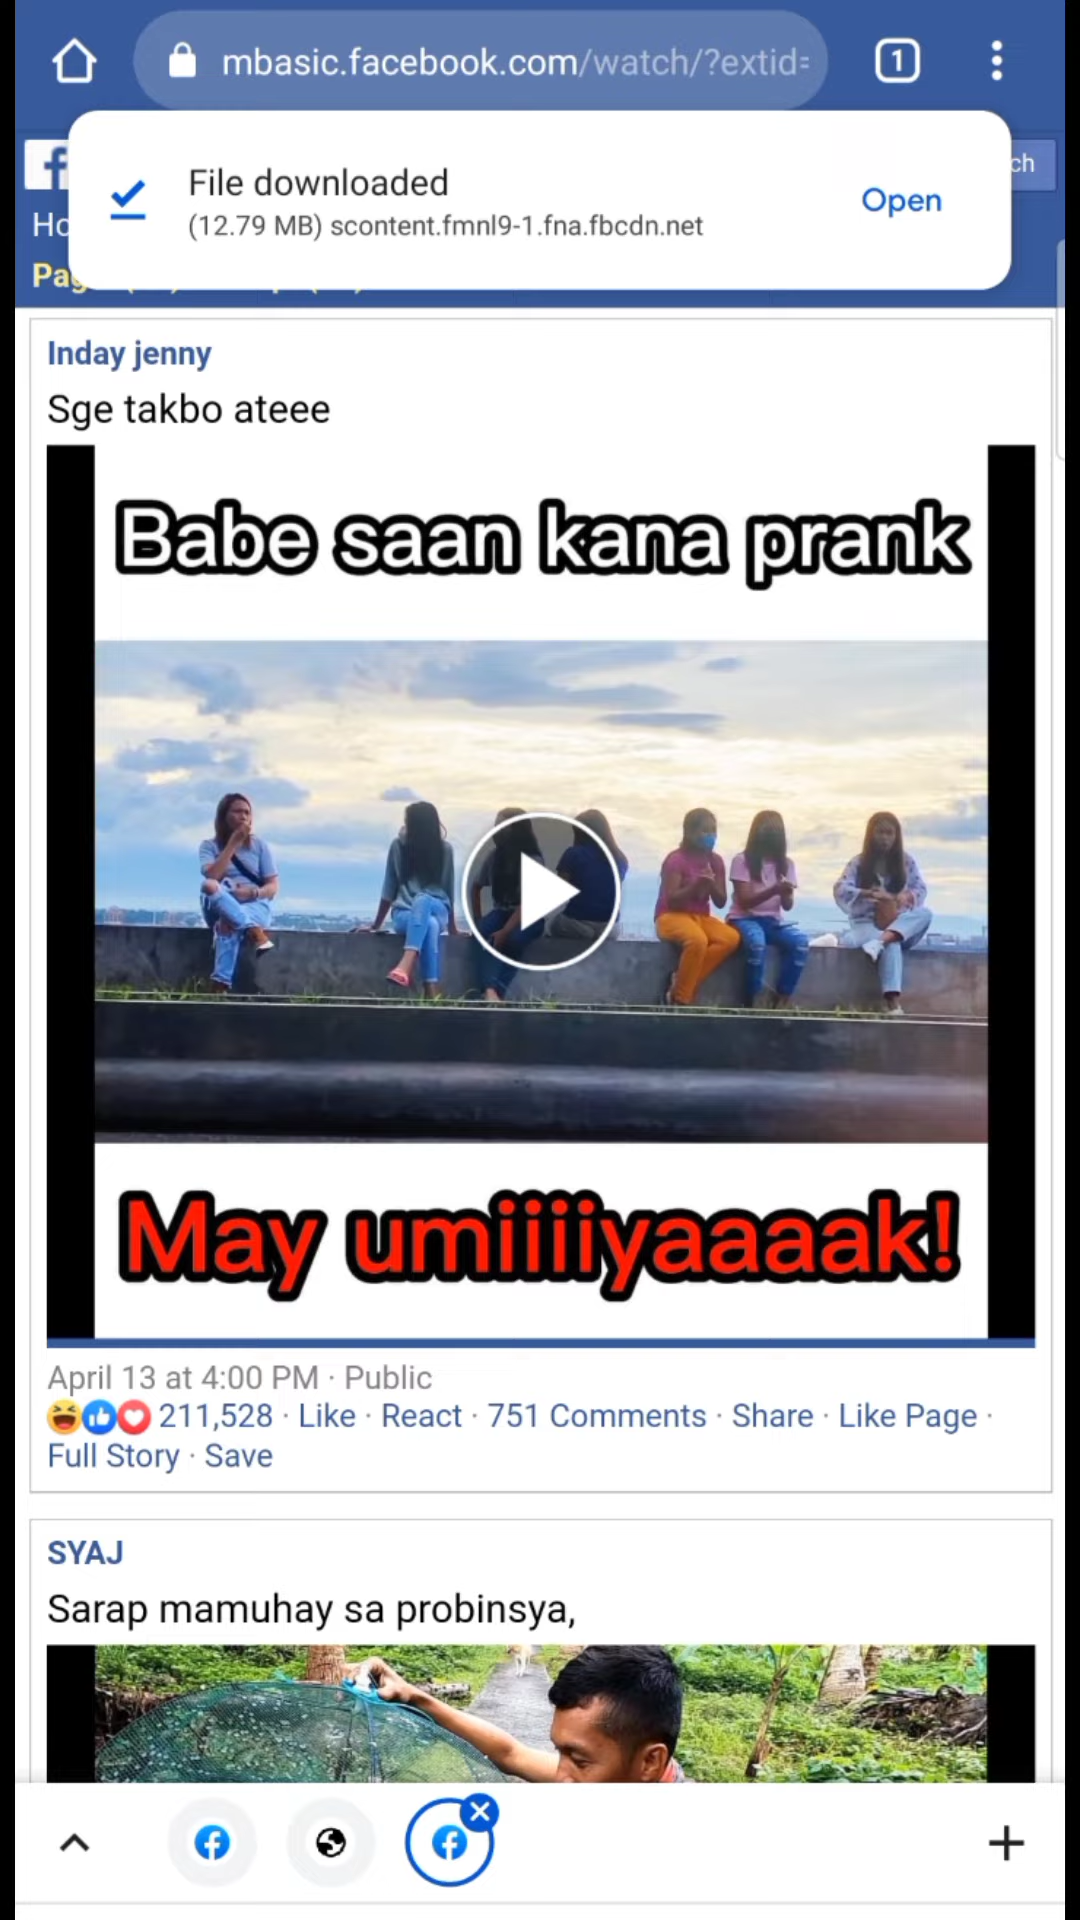 mbasic.facebook.com/watch/?extid=
1
File downloaded
(12.79 MB) scontent.fmnl9-1.fna.fbcdn.net
Open
Inday jenny
Sge takbo ateee
Babe saan kana prank
May umiiiiyaaaak!
April 13 at 4:00 PM · Public
211,528 · Like · React · 751 Comments · Share · Like Page ·
Full Story · Save
SYAJ
Sarap mamuhay sa probinsya,